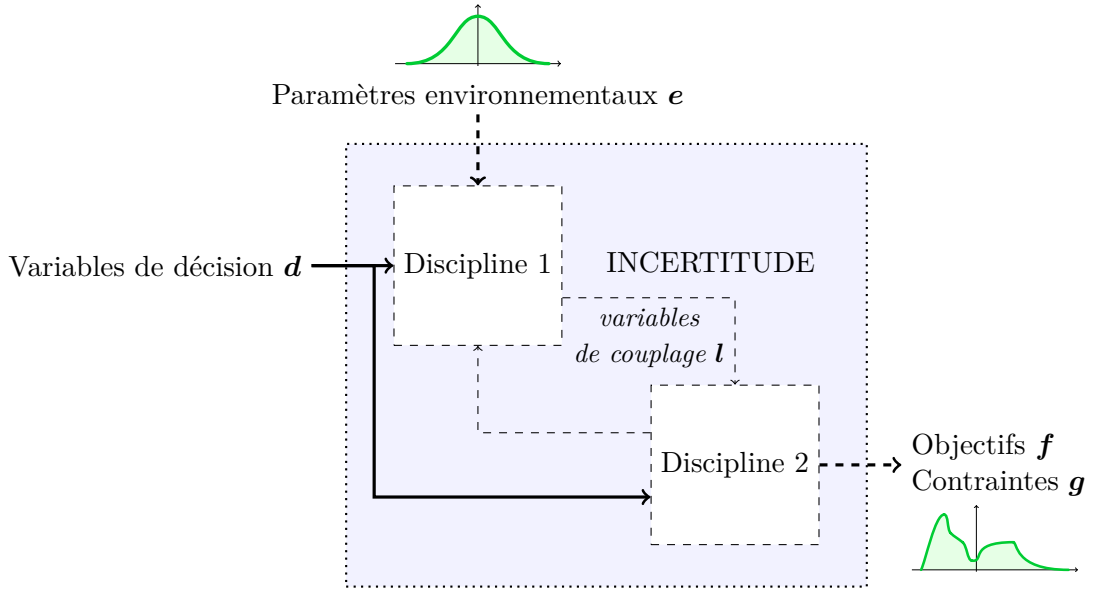 Paramètres environnementaux e
Variables de décision d
Discipline 1
INCERTITUDE
variables
de couplage l
Discipline 2
Objectifs f
Contraintes g